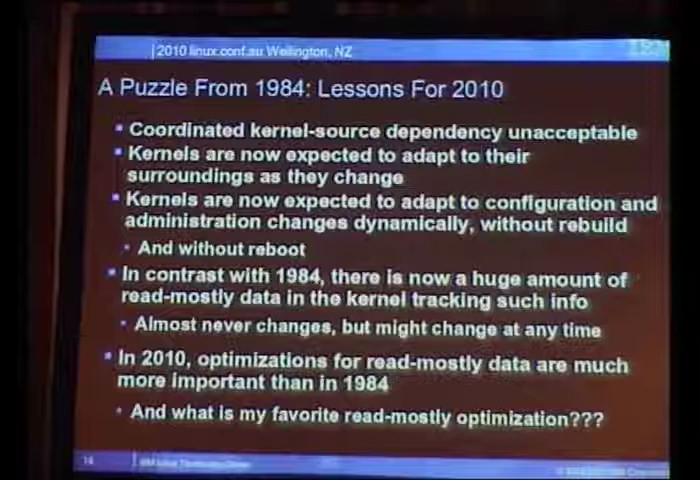 2010 linux.conf.au Wellington, NZ
IBM
A Puzzle From 1984: Lessons For 2010
Coordinated kernel-source dependency unacceptable
Kernels are now expected to adapt to their
surroundings as they change
Kernels are now expected to adapt to configuration and
administration changes dynamically, without rebuild
And without reboot
In contrast with 1984, there is now a huge amount of
read-mostly data in the kernel tracking such info
Almost never changes, but might change at any time
In 2010, optimizations for read-mostly data are much
more important than in 1984
And what is my favorite read-mostly optimization???